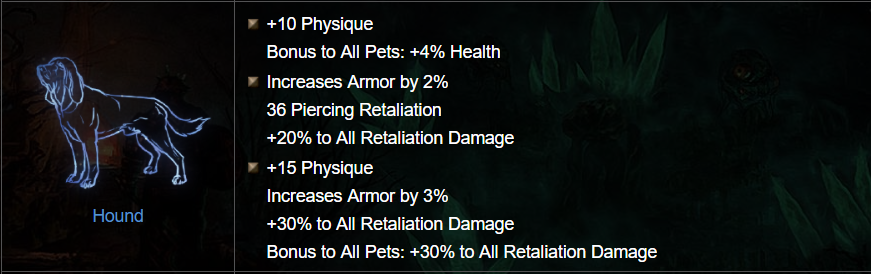 +10 Physique
Bonus to All Pets: +4% Health
Increases Armor by 2%
36 Piercing Retaliation
+20% to All Retaliation Damage
+15 Physique
Increases Armor by 3%
+30% to All Retaliation Damage
Bonus to All Pets: +30% to All Retaliation Damage
Hound